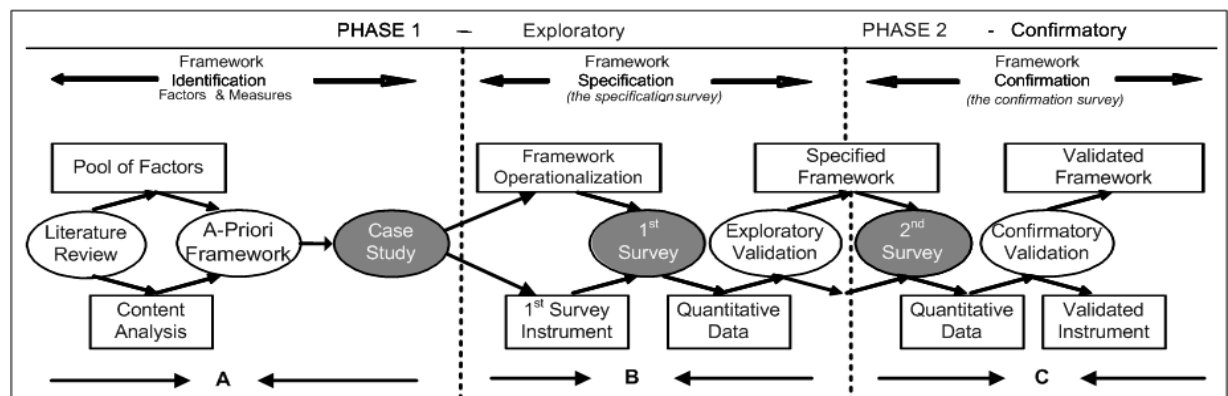 PHASE 1 – Exploratory PHASE 2 - Confirmatory
Framework
Identification
Factors & Measures
Framework
Specification
(the specification survey)
Framework
Confirmation
(the confirmation survey)
Pool of Factors
Framework
Operationalization
Specified
Framework
Validated
Framework
Literature
Review
A-Priori
Framework
Case
Study
1st
Survey
Exploratory
Validation
2nd
Survey
Confirmatory
Validation
Content
Analysis
1st Survey
Instrument
Quantitative
Data
Quantitative
Data
Validated
Instrument
A B C